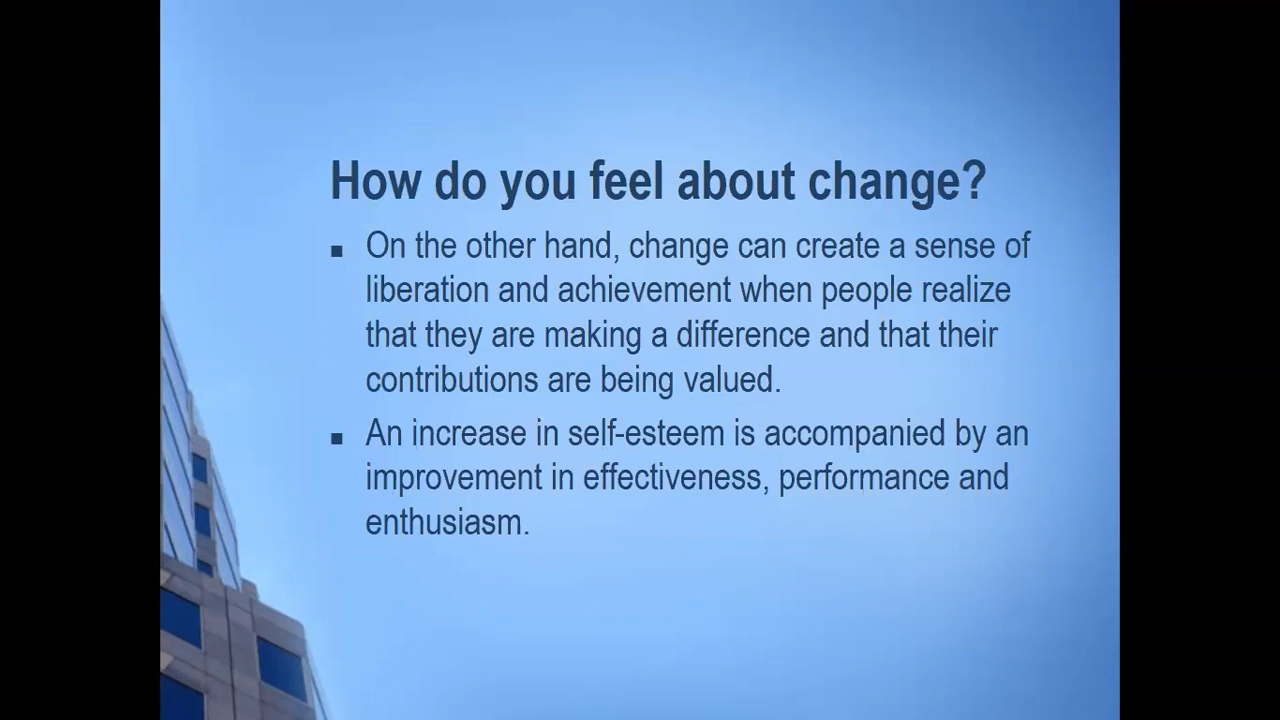 How do you feel about change?
▪ On the other hand, change can create a sense of
liberation and achievement when people realize
that they are making a difference and that their
contributions are being valued.
▪ An increase in self-esteem is accompanied by an
improvement in effectiveness, performance and
enthusiasm.